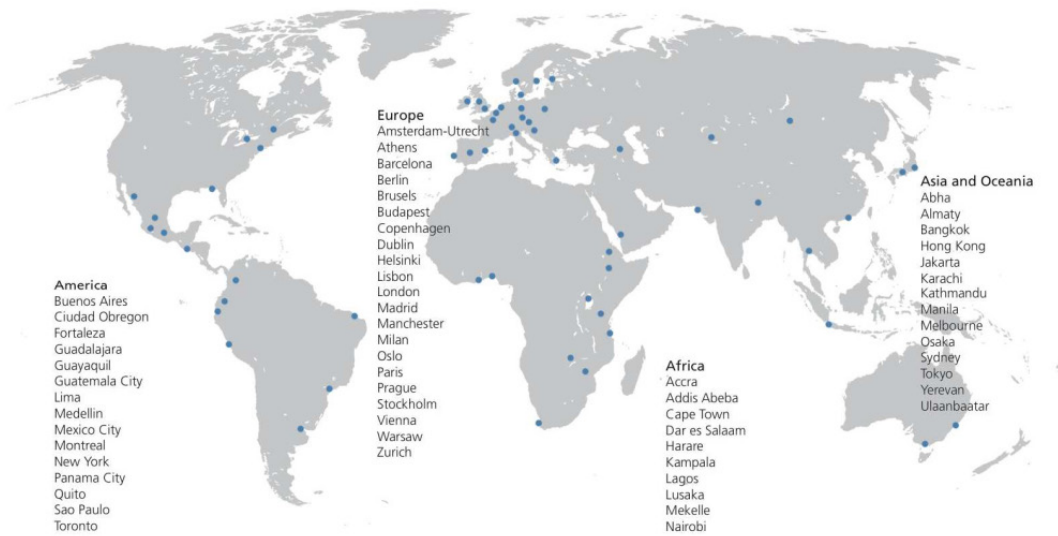 America
Buenos Aires
Ciudad Obregon
Fortaleza
Guadalajara
Guayaquil
Guatemala City
Lima
Medellin
Mexico City
Montreal
New York
Panama City
Quito
Sao Paulo
Toronto
Europe
Amsterdam-Utrecht
Athens
Barcelona
Berlin
Brussels
Budapest
Copenhagen
Dublin
Helsinki
Lisbon
London
Madrid
Manchester
Milan
Oslo
Paris
Prague
Stockholm
Vienna
Warsaw
Zurich
Africa
Accra
Addis Abeba
Cape Town
Dar es Salaam
Harare
Kampala
Lagos
Lusaka
Mekelle
Nairobi
Asia and Oceania
Abha
Almaty
Bangkok
Hong Kong
Jakarta
Karachi
Kathmandu
Manila
Melbourne
Osaka
Sydney
Tokyo
Yerevan
Ulaanbaatar